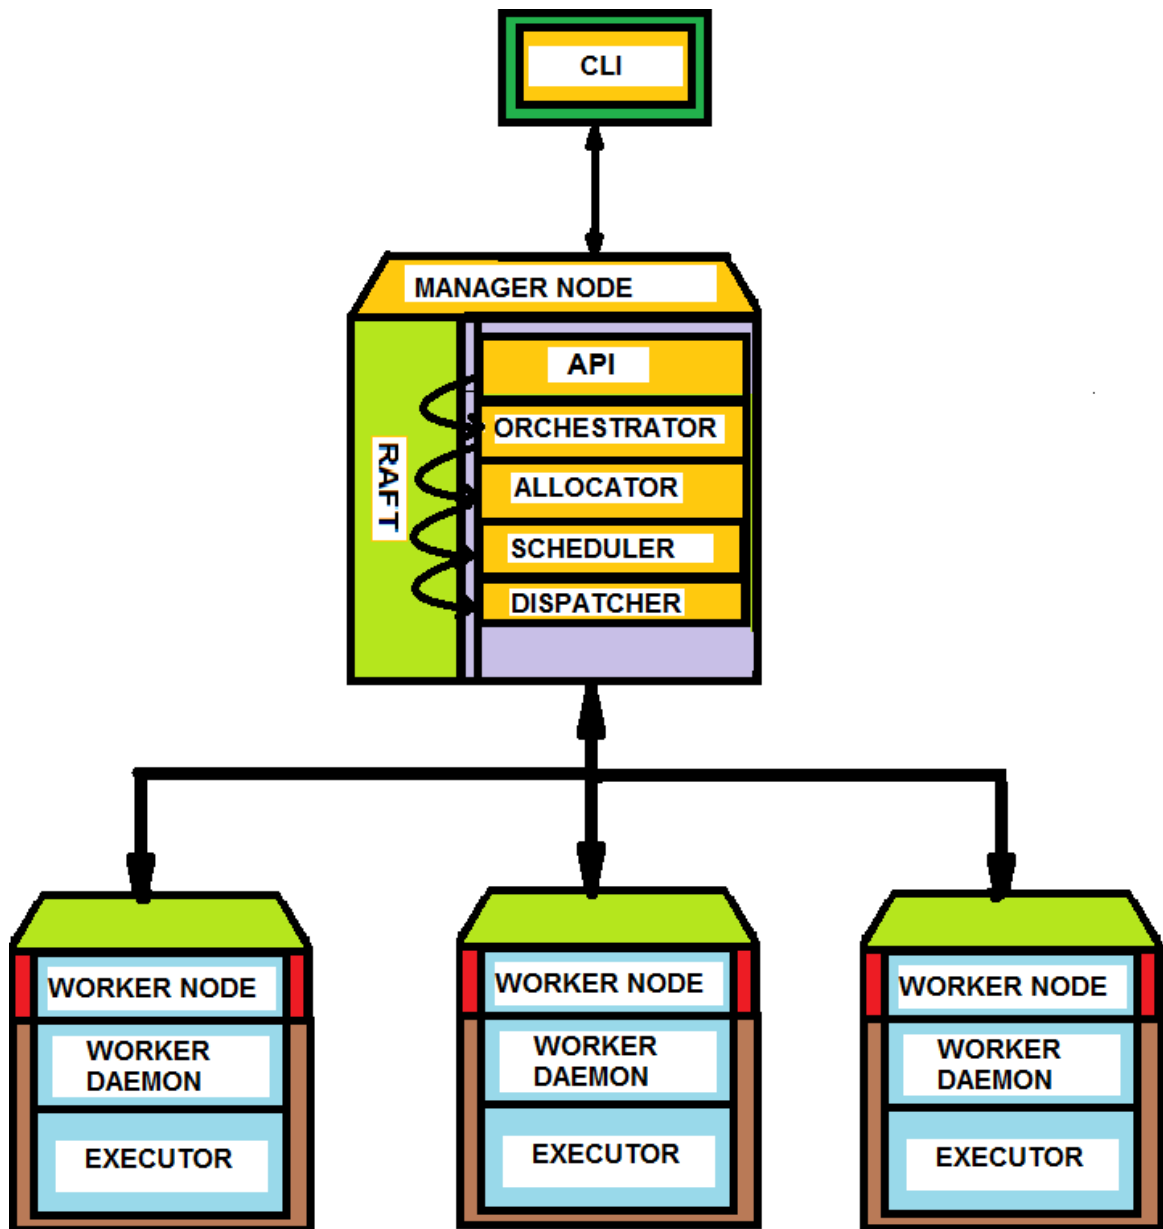 CLI
MANAGER NODE
API
ORCHESTRATOR
RAFT
ALLOCATOR
SCHEDULER
DISPATCHER
WORKER NODE
WORKER
DAEMON
EXECUTOR
WORKER NODE
WORKER
DAEMON
EXECUTOR
WORKER NODE
WORKER
DAEMON
EXECUTOR